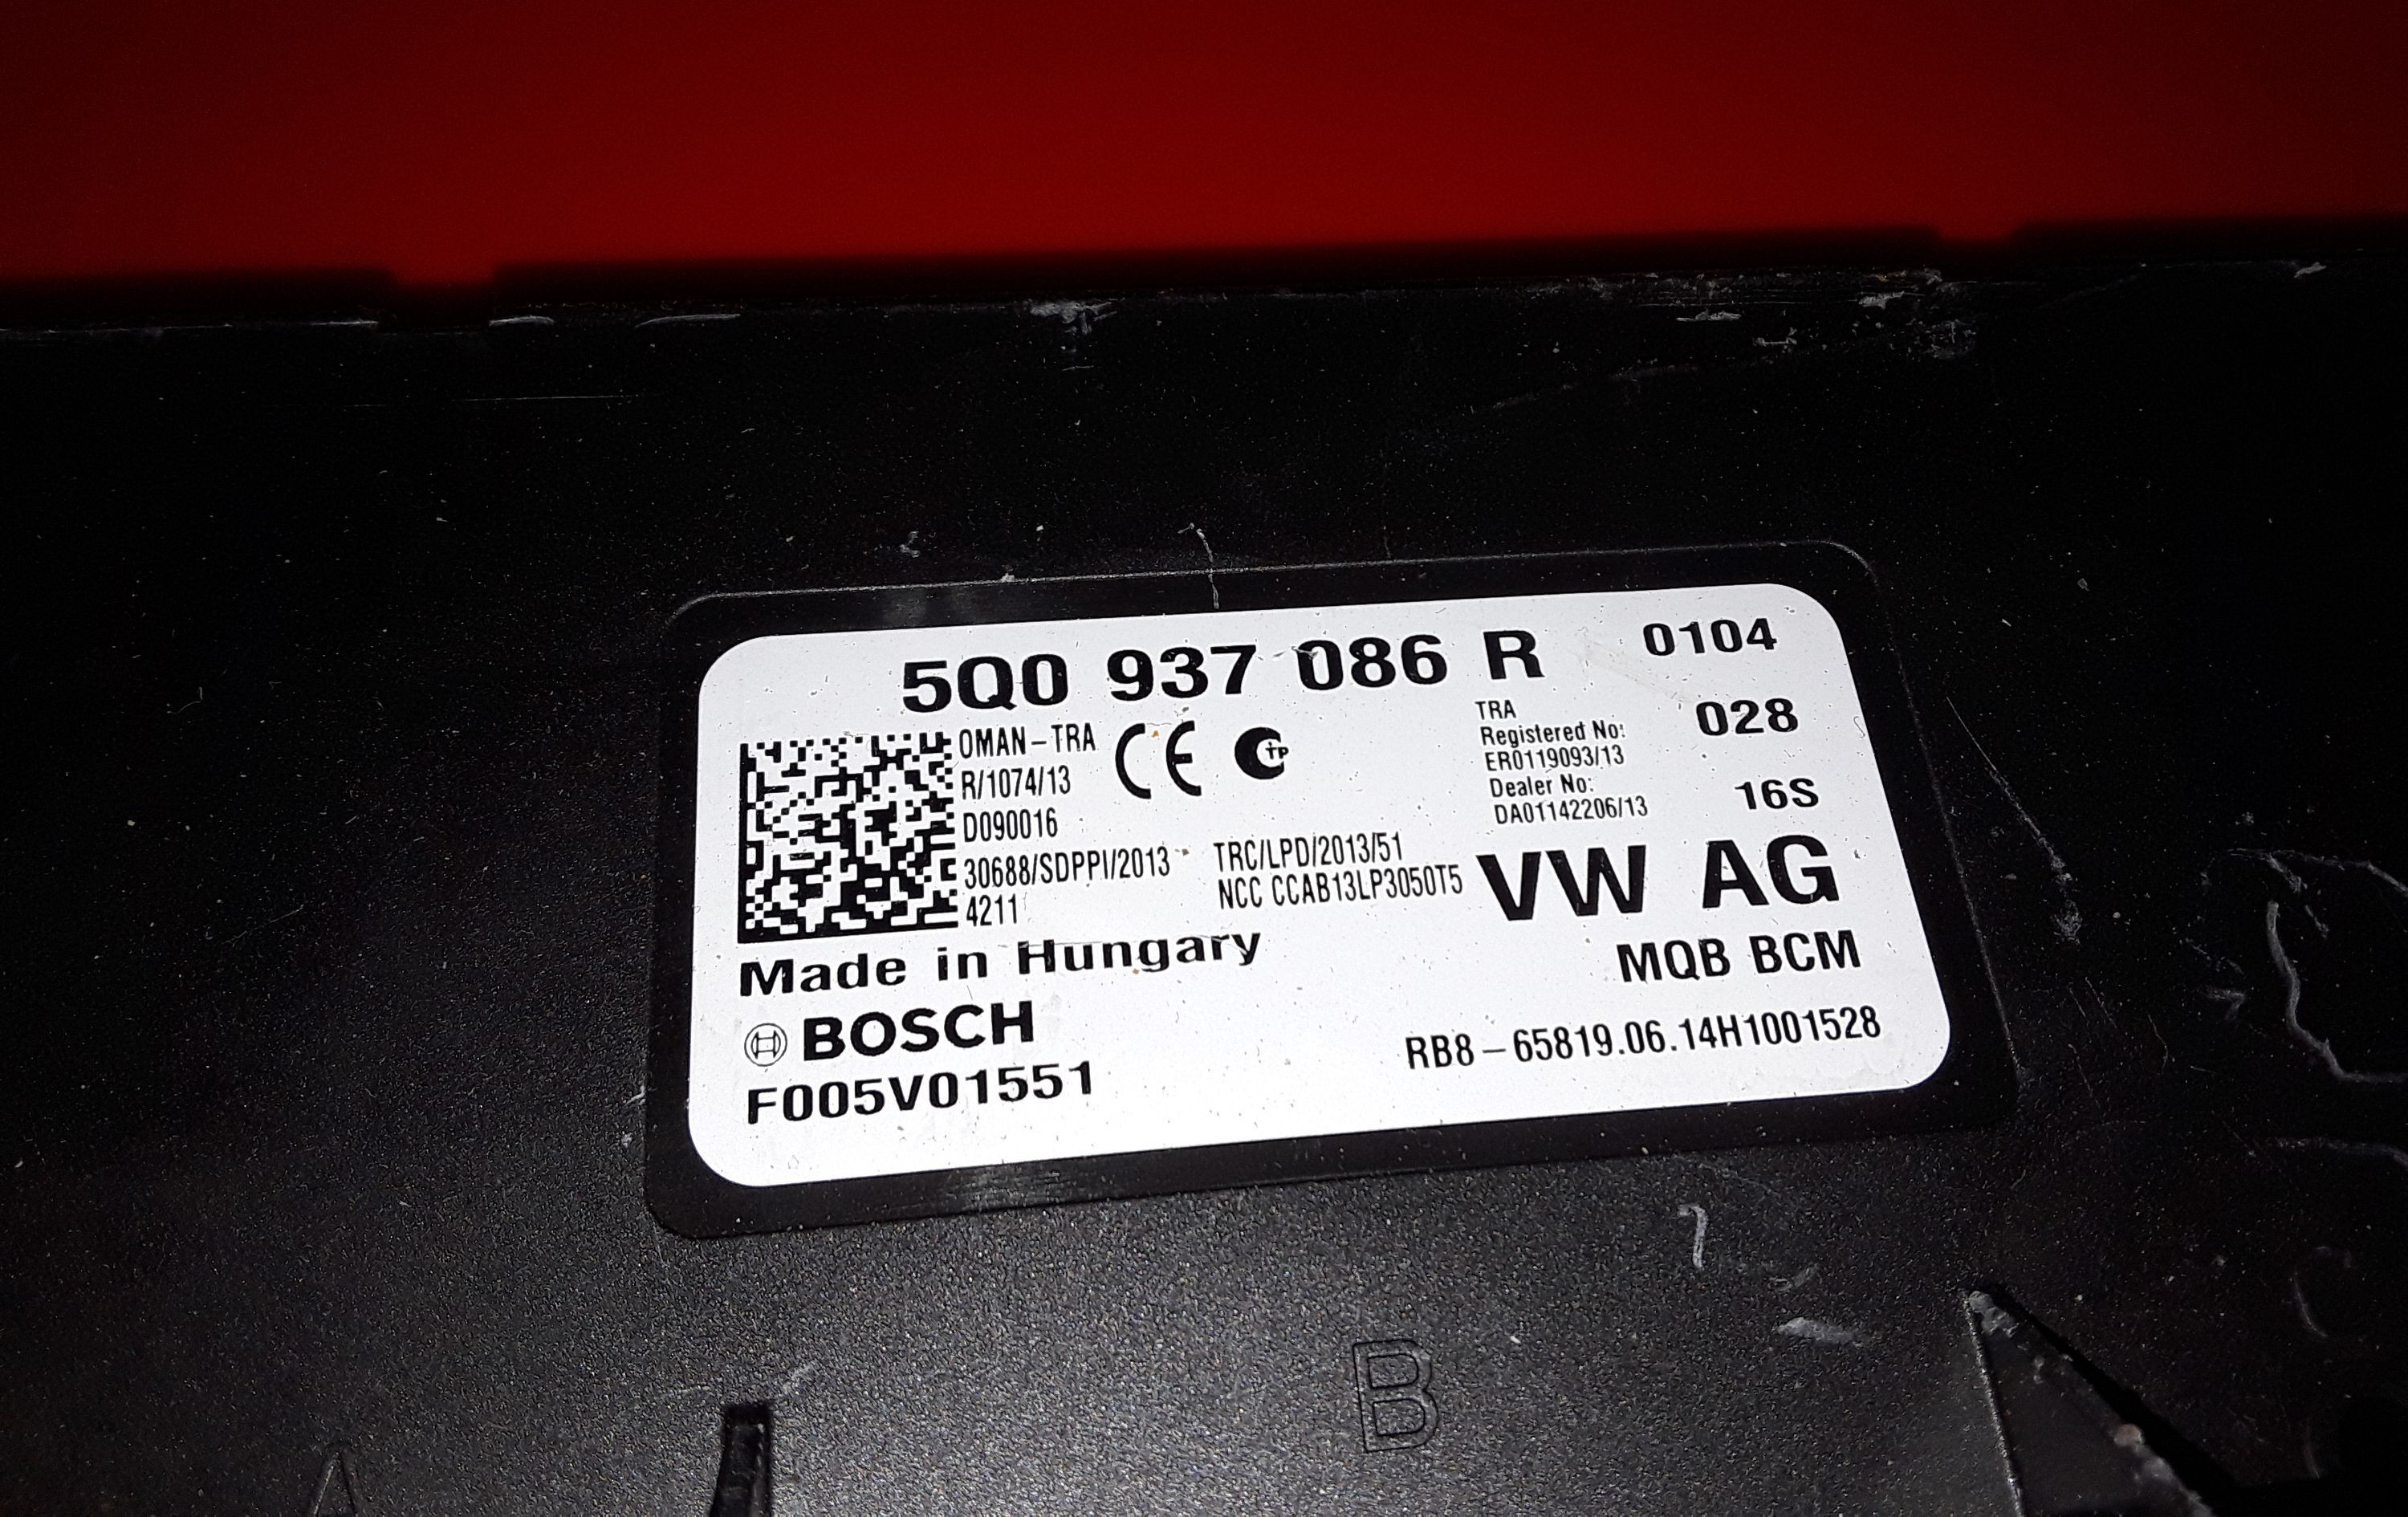 5Q0 937 086 R 0104
OMAN-TRA
R/1074/13
D090016
30688/SDPPI/2013
4211
CE
TP
TRC/LPD/2013/51
NCC CCAB13LP3050T5
TRA
Registered No:
ER0119093/13
Dealer No:
DA01142206/13
028
16S
VW AG
MQB BCM
Made in Hungary
BOSCH
F005V01551
RB8-65819.06.14H1001528
B